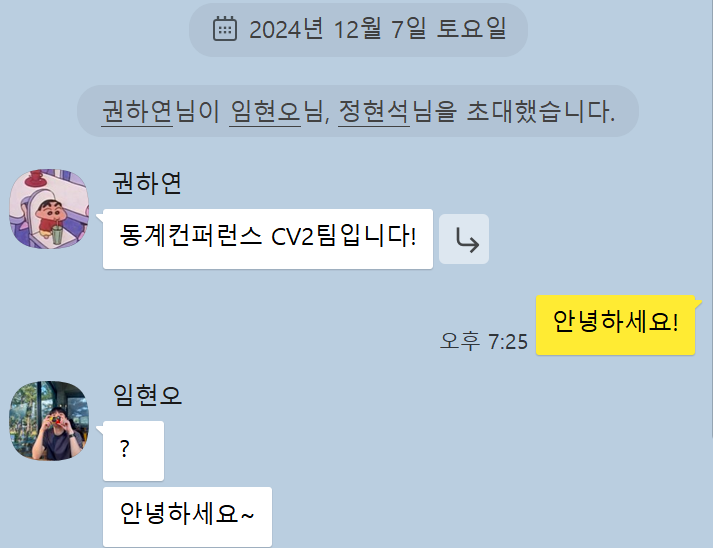 2024년 12월 7일 토요일
권하연님이 임현오님, 정현석님을 초대했습니다.
권하연
동계컨퍼런스 CV2팀입니다!
안녕하세요!
오후 7:25
임현오
?
안녕하세요~